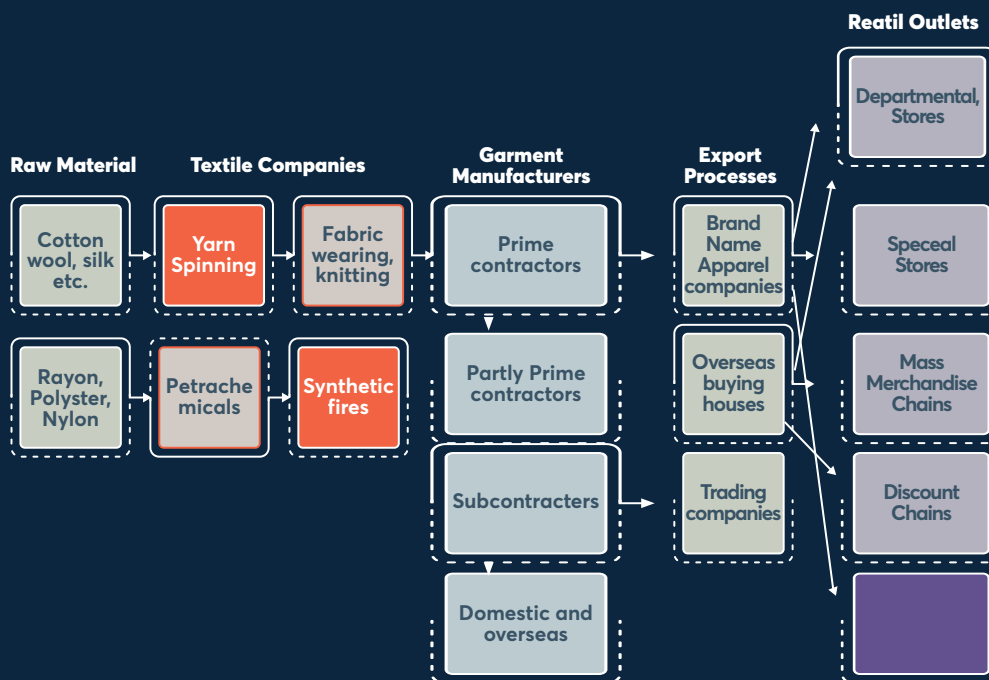 Reatil Outlets
Departmental,
Stores
Raw Material
Textile Companies
Garment
Manufacturers
Export
Processes
Cotton
wool, silk
etc.
Yarn
Spinning
Fabric
wearing,
knitting
Prime
contractors
Brand
Name
Apparel
companies
Speceal
Stores
Rayon,
Polyster,
Nylon
Petrache
micals
Synthetic
fires
Partly Prime
contractors
Overseas
buying
houses
Mass
Merchandise
Chains
Subcontracters
Trading
companies
Discount
Chains
Domestic and
overseas